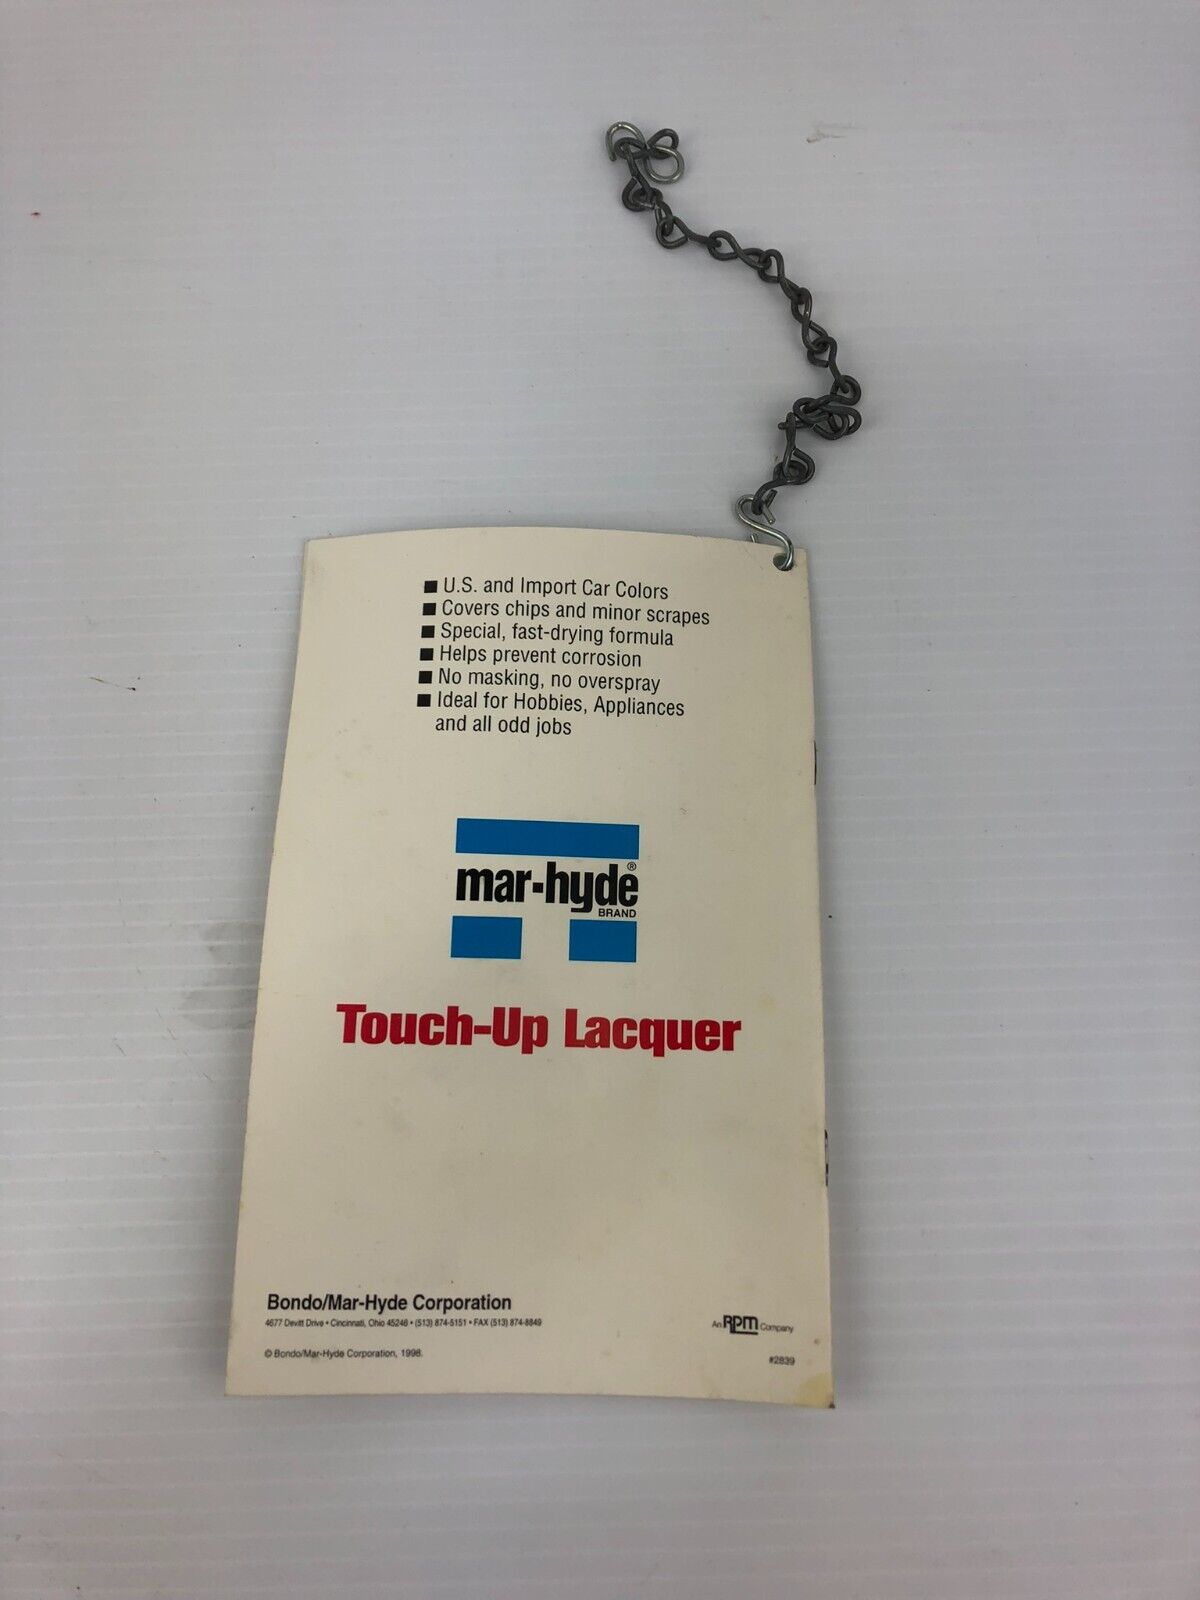 ■ U.S. and Import Car Colors
■ Covers chips and minor scrapes
■ Special, fast-drying formula
■ Helps prevent corrosion
■ No masking, no overspray
■ Ideal for Hobbies, Appliances
and all odd jobs
mar-hyde®
BRAND
Touch-Up Lacquer
Bondo/Mar-Hyde Corporation
4677 Devitt Drive • Cincinnati, Ohio 45246 • (513) 874-5151 • FAX (513) 874-8849
An RPM Company
© Bondo/Mar-Hyde Corporation, 1998.
#2839